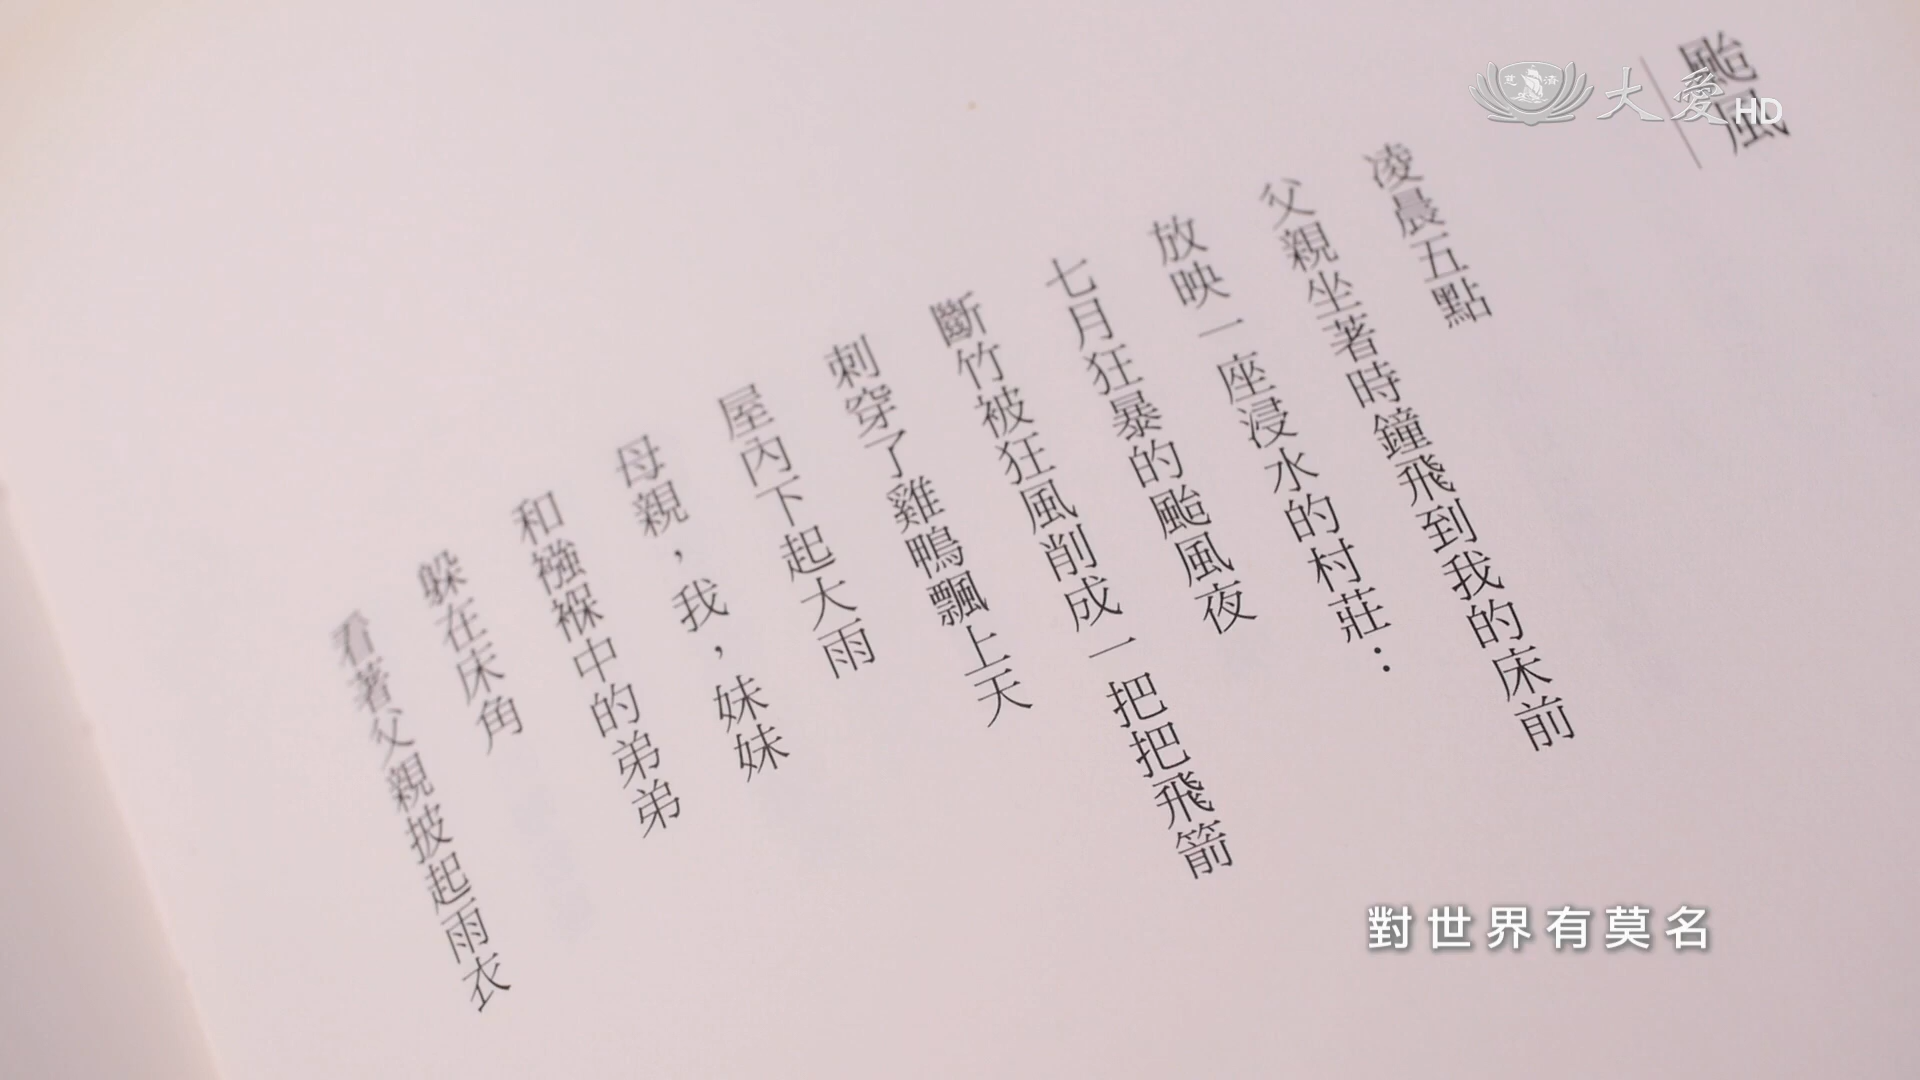 颱風
凌晨五點
父親坐著時鐘飛到我的床前
放映一座浸水的村莊：
七月狂暴的颱風夜
斷竹被狂風削成一把把飛箭
刺穿了雞鴨飄上天
屋內下起大雨
母親，我，妹妹
和襁褓中的弟弟
躲在床角
看著父親披起雨衣
大愛HD
對世界有莫名